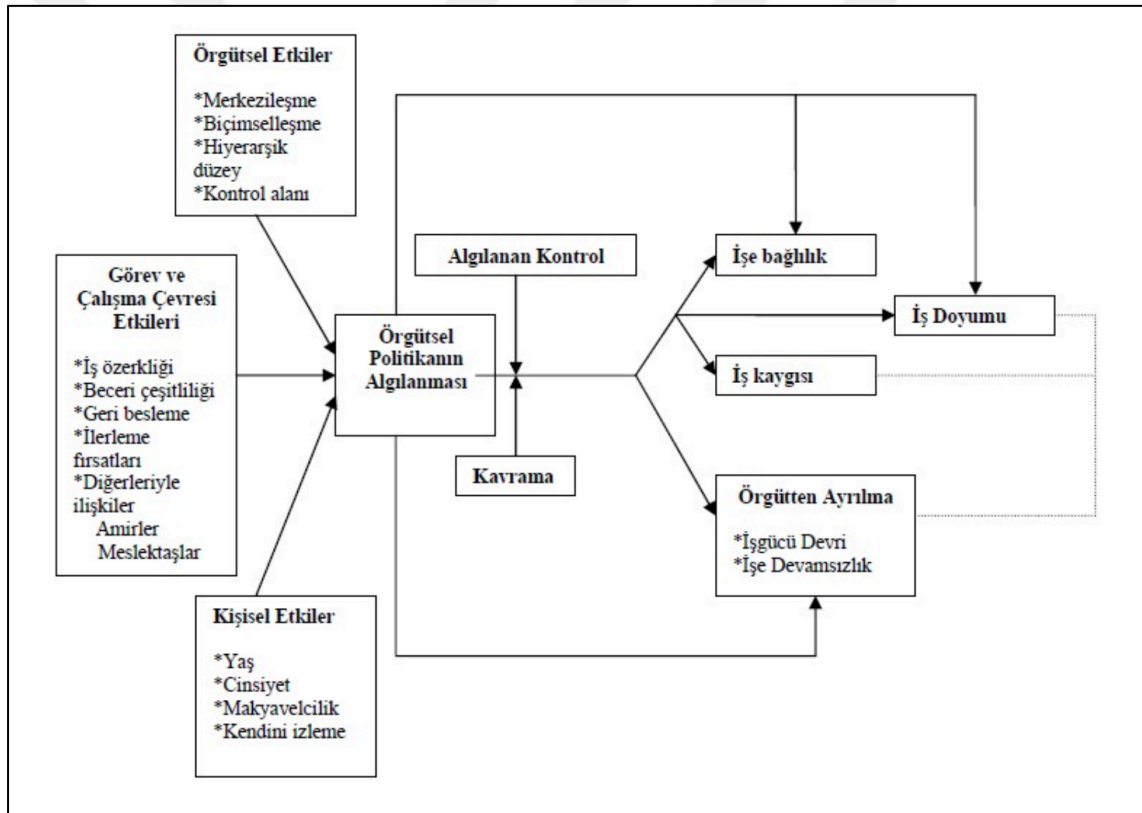 Örgütsel Etkiler
*Merkezileşme
*Biçimselleşme
*Hiyerarşik
düzey
*Kontrol alanı
Görev ve
Çalışma Çevresi
Etkileri
*İş özerkliği
*Beceri çeşitliliği
*Geri besleme
*İlerleme
fırsatları
*Diğerleriyle
ilişkiler
Amirler
Meslektaşlar
Kişisel Etkiler
*Yaş
*Cinsiyet
*Makyavelcilik
*Kendini izleme
Örgütsel
Politikanın
Algılanması
Algılanan Kontrol
Kavrama
İşe bağlılık
İş Doyumu
İş kaygısı
Örgütten Ayrılma
*İşgücü Devri
*İşe Devamsızlık